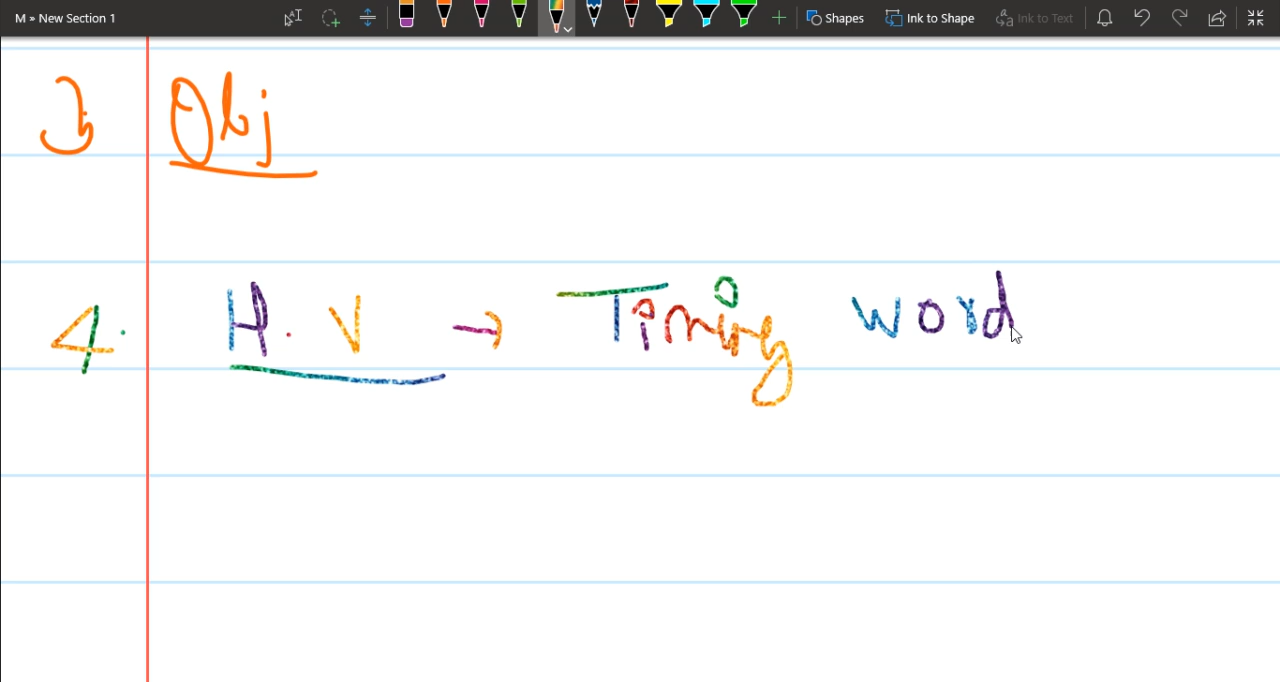 M » New Section 1 Shapes Ink to Shape Ink to Text
3 Obj
4. H.V → Timing word